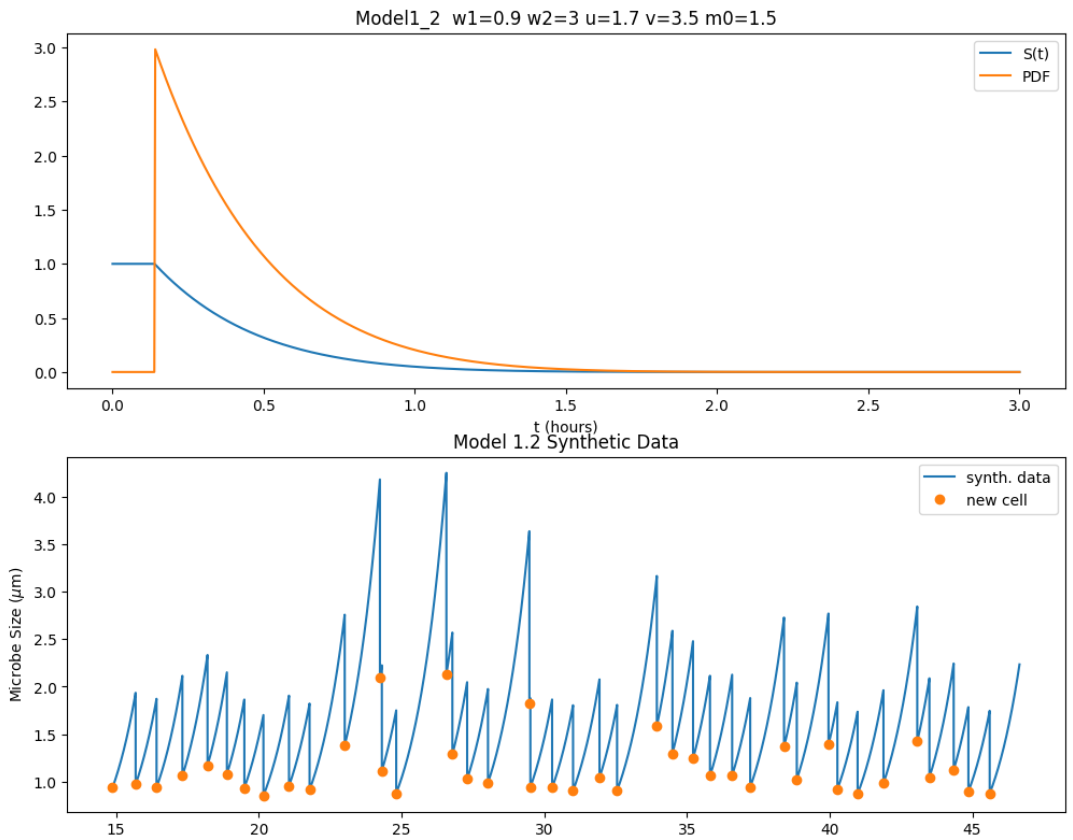 Model1_2  w1=0.9 w2=3 u=1.7 v=3.5 m0=1.5
S(t)
PDF
3.0
2.5
2.0
1.5
1.0
0.5
0.0
0.0 0.5 1.0 1.5 2.0 2.5 3.0
t (hours)
Model 1.2 Synthetic Data
synth. data
new cell
Microbe Size (μm)
4.0
3.5
3.0
2.5
2.0
1.5
1.0
15 20 25 30 35 40 45